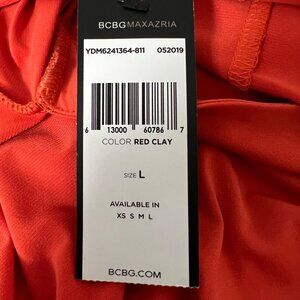 BCBGMAXAZRIA
YDM6241364-811 052019
6 13000 60786 7
COLOR RED CLAY
SIZE L
AVAILABLE IN
XS S M L
BCBG.COM